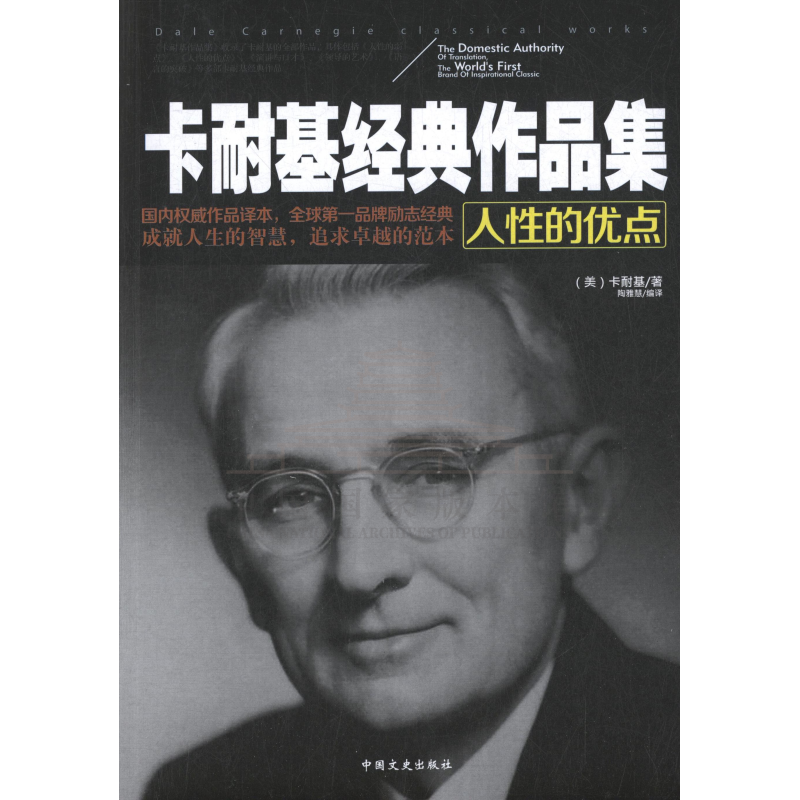 Dale Carnegie classical works
The Domestic Authority
Of Translation,
The World's First
Brand Of Inspirational Classic
卡耐基经典作品集
国内权威作品译本，全球第一品牌励志经典
成就人生的智慧，追求卓越的范本
人性的优点
（美）卡耐基/著
陶雅慧/编译
中国文史出版社